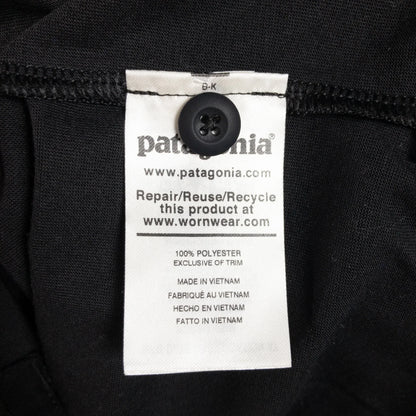 patagonia®
www.patagonia.com
Repair/Reuse/Recycle
this product at
www.wornwear.com
100% POLYESTER
EXCLUSIVE OF TRIM
MADE IN VIETNAM
FABRIQUÉ AU VIETNAM
HECHO EN VIETNAM
FATTO IN VIETNAM